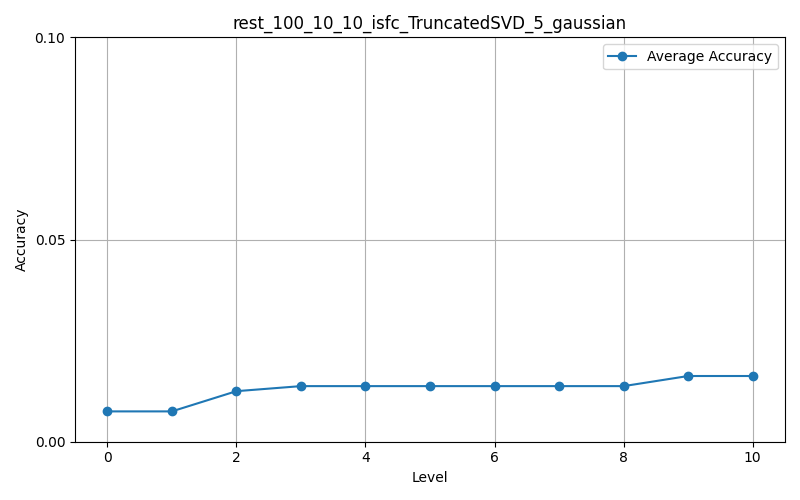 rest_100_10_10_isfc_TruncatedSVD_5_gaussian
Average Accuracy
0.10
0.05
0.00
Accuracy
0 2 4 6 8 10
Level